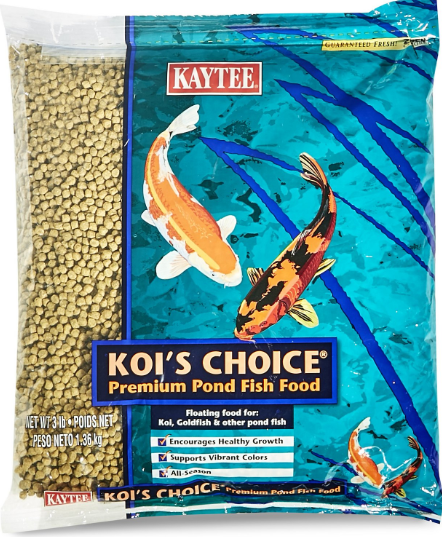 GUARANTEED FRESH!
KAYTEE
KOI'S CHOICE®
Premium Pond Fish Food
Floating food for:
Koi, Goldfish & other pond fish
Encourages Healthy Growth
Supports Vibrant Colors
All-Season
NET WT 3 lb • POIDS NET
PESO NETO 1.36 kg
KAYTEE KOI'S CHOICE® Premium Pond Fish Food